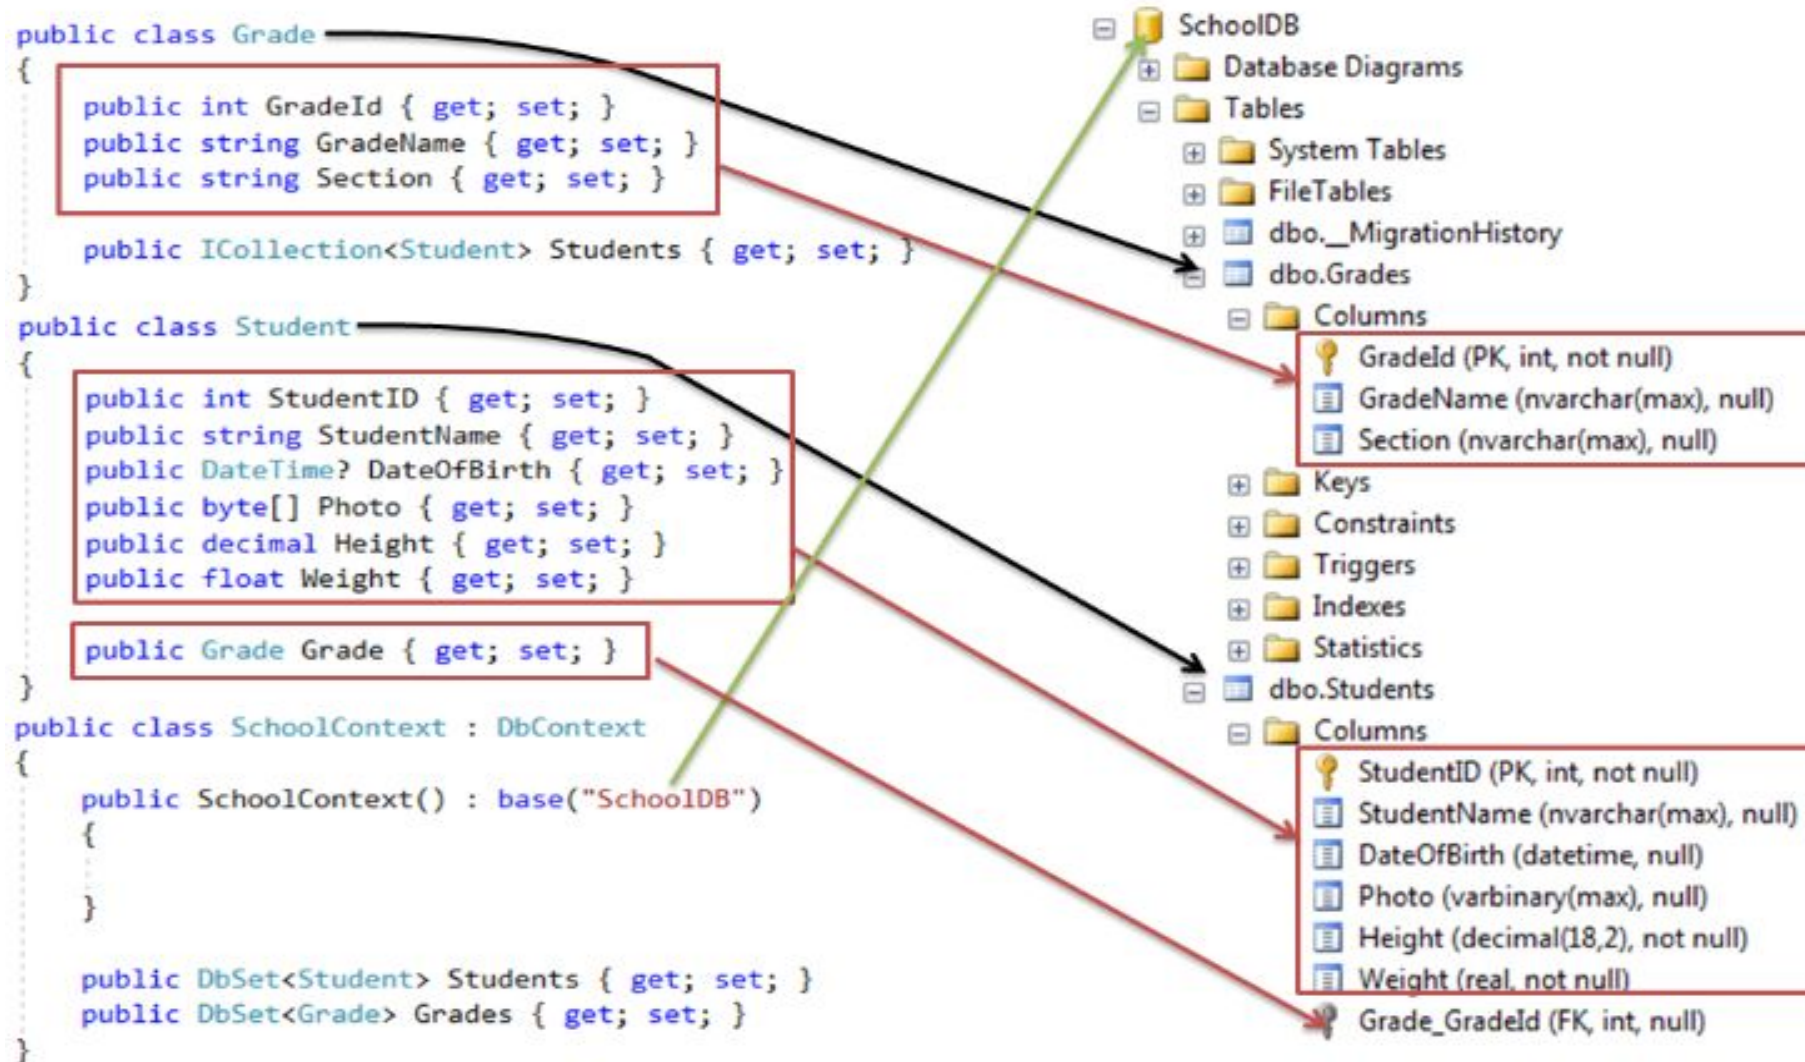 public class Grade
{
public int GradeId { get; set; }
public string GradeName { get; set; }
public string Section { get; set; }
public ICollection<Student> Students { get; set; }
}
public class Student
{
public int StudentID { get; set; }
public string StudentName { get; set; }
public DateTime? DateOfBirth { get; set; }
public byte[] Photo { get; set; }
public decimal Height { get; set; }
public float Weight { get; set; }
public Grade Grade { get; set; }
}
public class SchoolContext : DbContext
{
public SchoolContext() : base("SchoolDB")
{
}
public DbSet<Student> Students { get; set; }
public DbSet<Grade> Grades { get; set; }
}
SchoolDB
Database Diagrams
Tables
System Tables
FileTables
dbo.__MigrationHistory
dbo.Grades
Columns
GradeId (PK, int, not null)
GradeName (nvarchar(max), null)
Section (nvarchar(max), null)
Keys
Constraints
Triggers
Indexes
Statistics
dbo.Students
Columns
StudentID (PK, int, not null)
StudentName (nvarchar(max), null)
DateOfBirth (datetime, null)
Photo (varbinary(max), null)
Height (decimal(18,2), not null)
Weight (real, not null)
Grade_GradeId (FK, int, null)